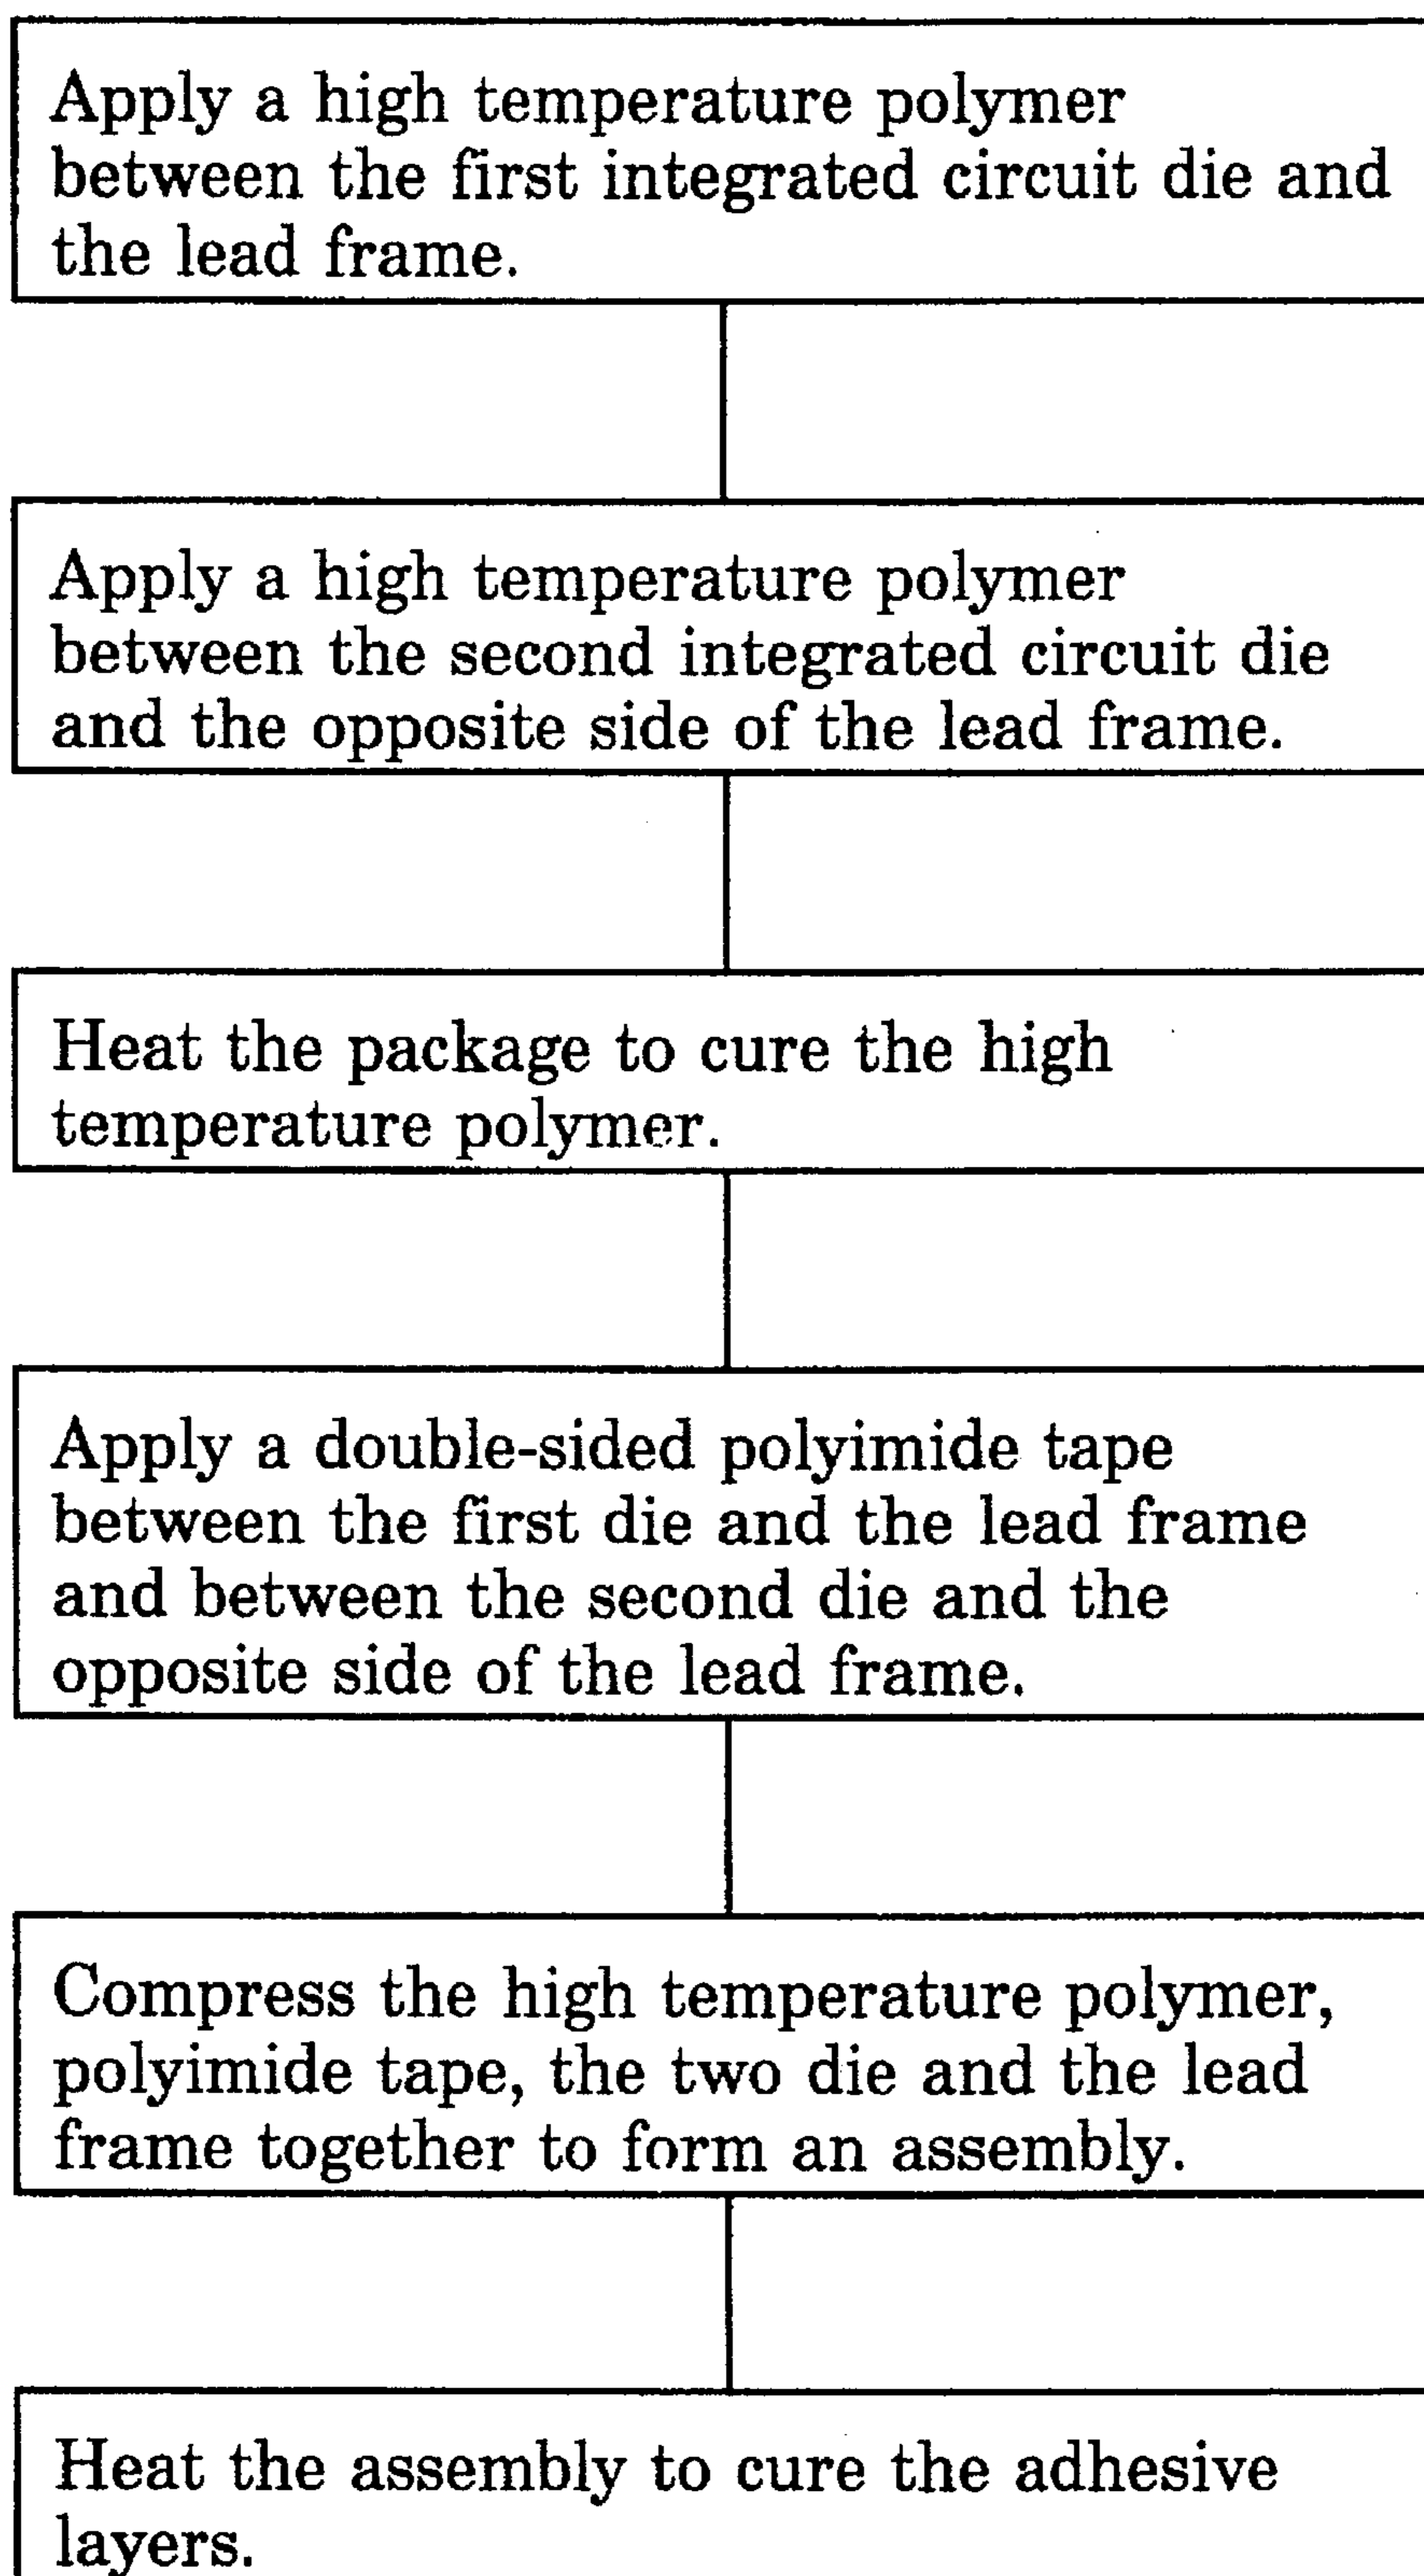 Apply a high temperature polymer
between the first integrated circuit die and
the lead frame.
Apply a high temperature polymer
between the second integrated circuit die
and the opposite side of the lead frame.
Heat the package to cure the high
temperature polymer.
Apply a double-sided polyimide tape
between the first die and the lead frame
and between the second die and the
opposite side of the lead frame.
Compress the high temperature polymer,
polyimide tape, the two die and the lead
frame together to form an assembly.
Heat the assembly to cure the adhesive
layers.